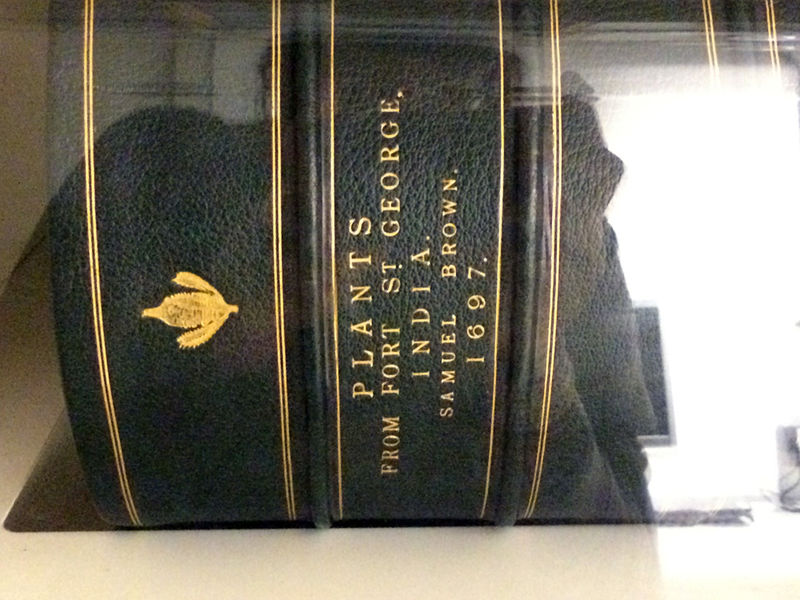 PLANTS
FROM FORT ST GEORGE,
INDIA.
SAMUEL BROWN.
1697.